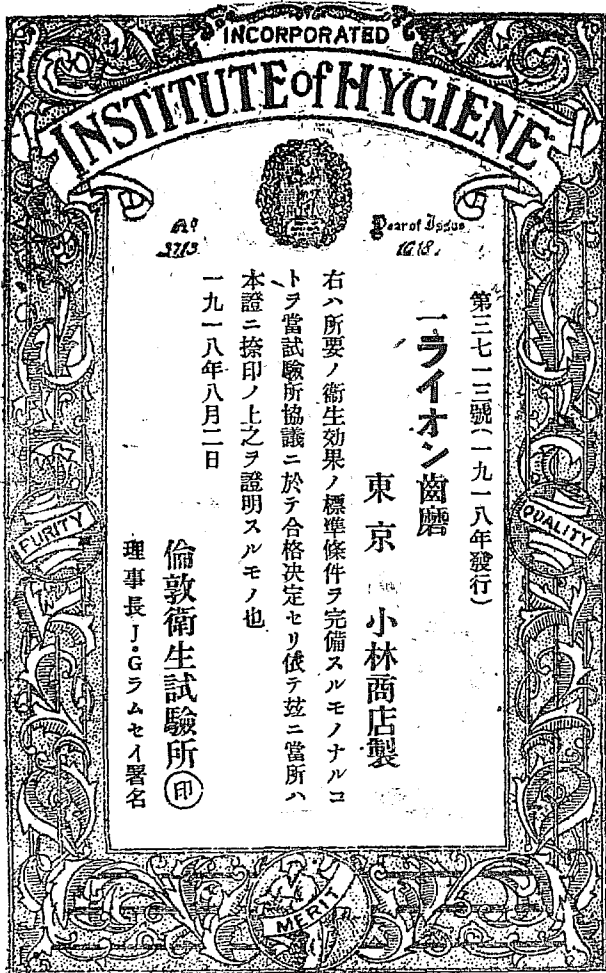 INCORPORATED
INSTITUTE of HYGIENE
No
3713
Year of Issue
1918.
第三七一三號(一九一八年發行)
一ライオン齒磨
東京 小林商店製
右ハ所要ノ衞生効果ノ標準條件ヲ完備スルモノナルコ
トヲ當試驗所協議ニ於テ合格決定セリ依テ玆ニ當所ハ
本證ニ捺印ノ上之ヲ證明スルモノ也
一九一八年八月二日
倫敦衞生試驗所 印
理事長J.Gラムセイ署名
PURITY
QUALITY
MERIT